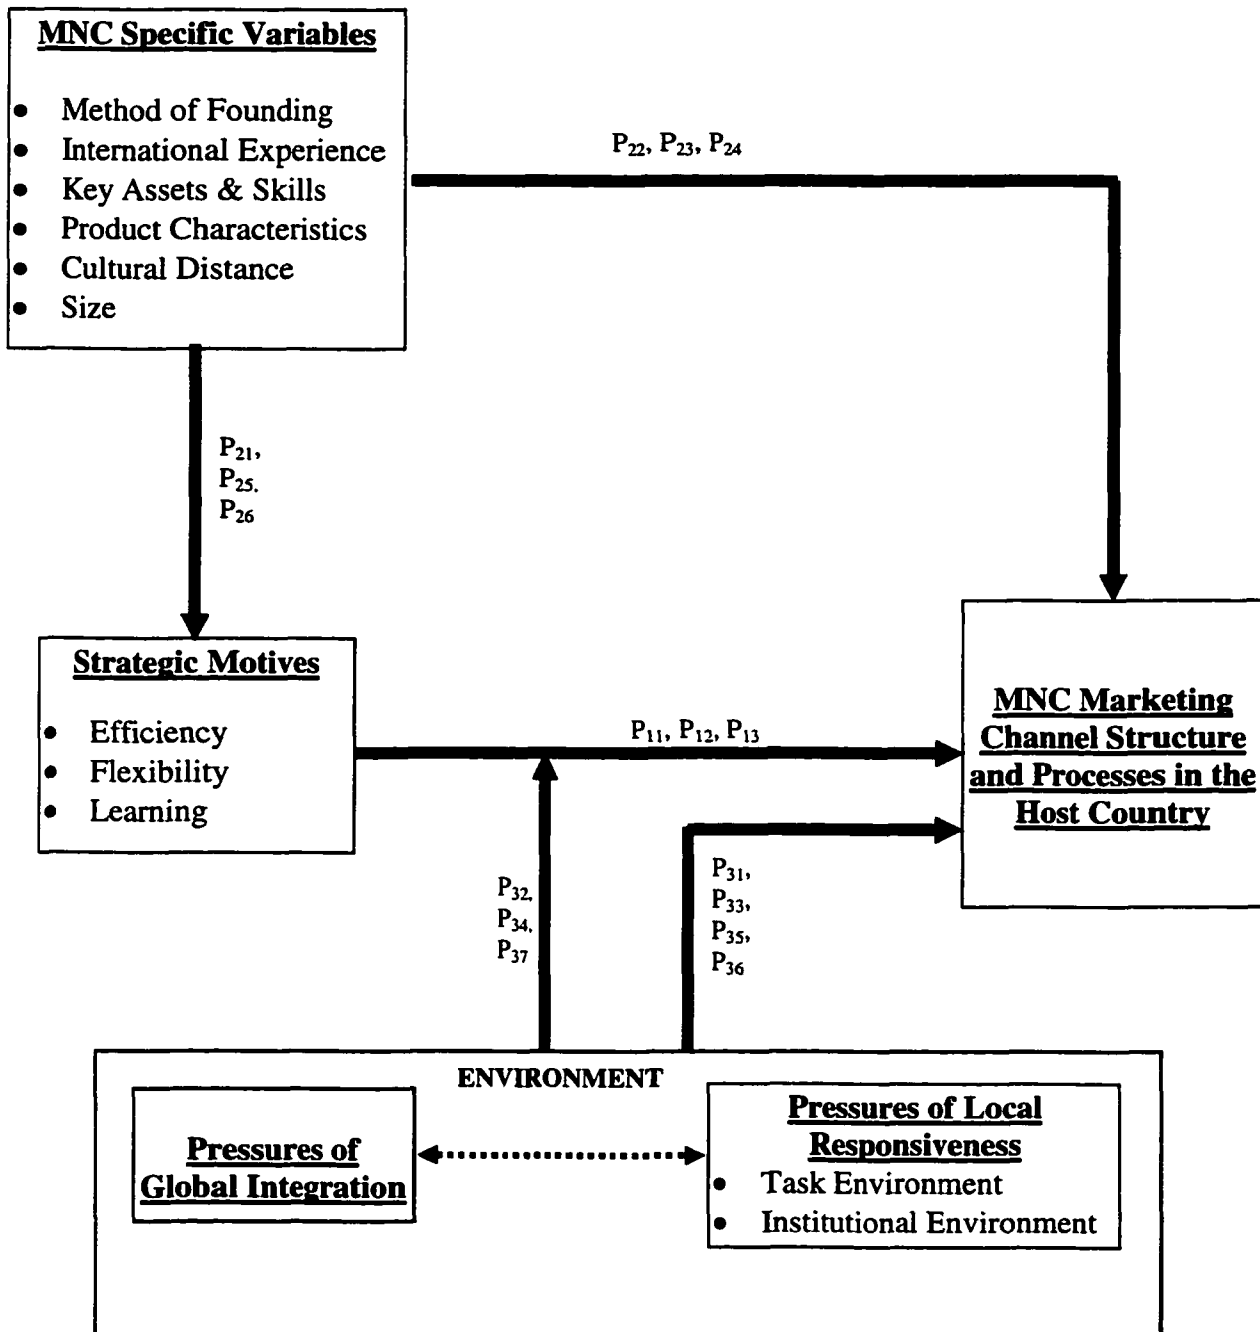 MNC Specific Variables
• Method of Founding
• International Experience
• Key Assets & Skills
• Product Characteristics
• Cultural Distance
• Size
P22, P23, P24
P21,
P25,
P26
Strategic Motives
• Efficiency
• Flexibility
• Learning
P11, P12, P13
MNC Marketing
Channel Structure
and Processes in the
Host Country
P32,
P34,
P37
P31,
P33,
P35,
P36
ENVIRONMENT
Pressures of
Global Integration
Pressures of Local
Responsiveness
• Task Environment
• Institutional Environment